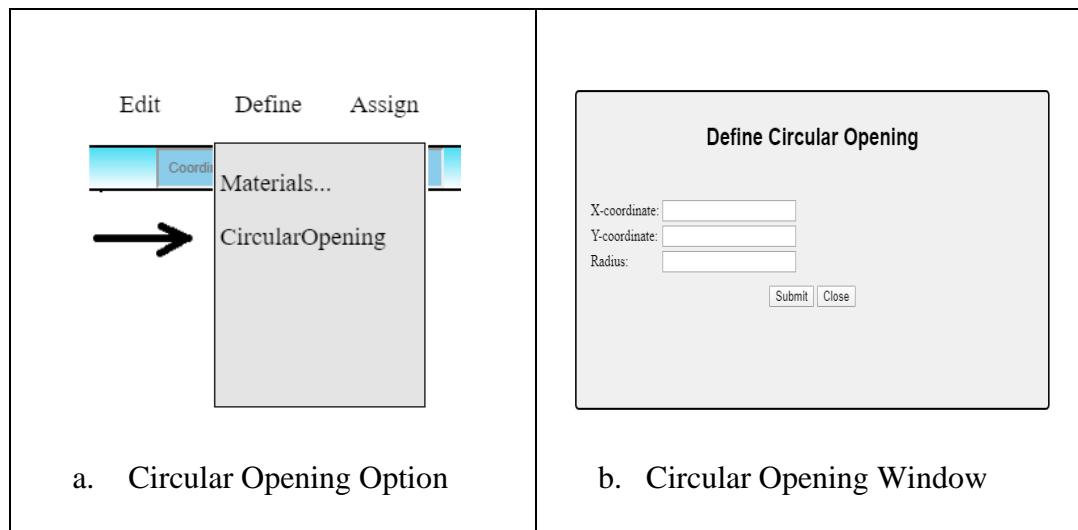 Edit Define Assign
Coordi
Materials...
CircularOpening
a. Circular Opening Option
Define Circular Opening
X-coordinate:
Y-coordinate:
Radius:
Submit Close
b. Circular Opening Window